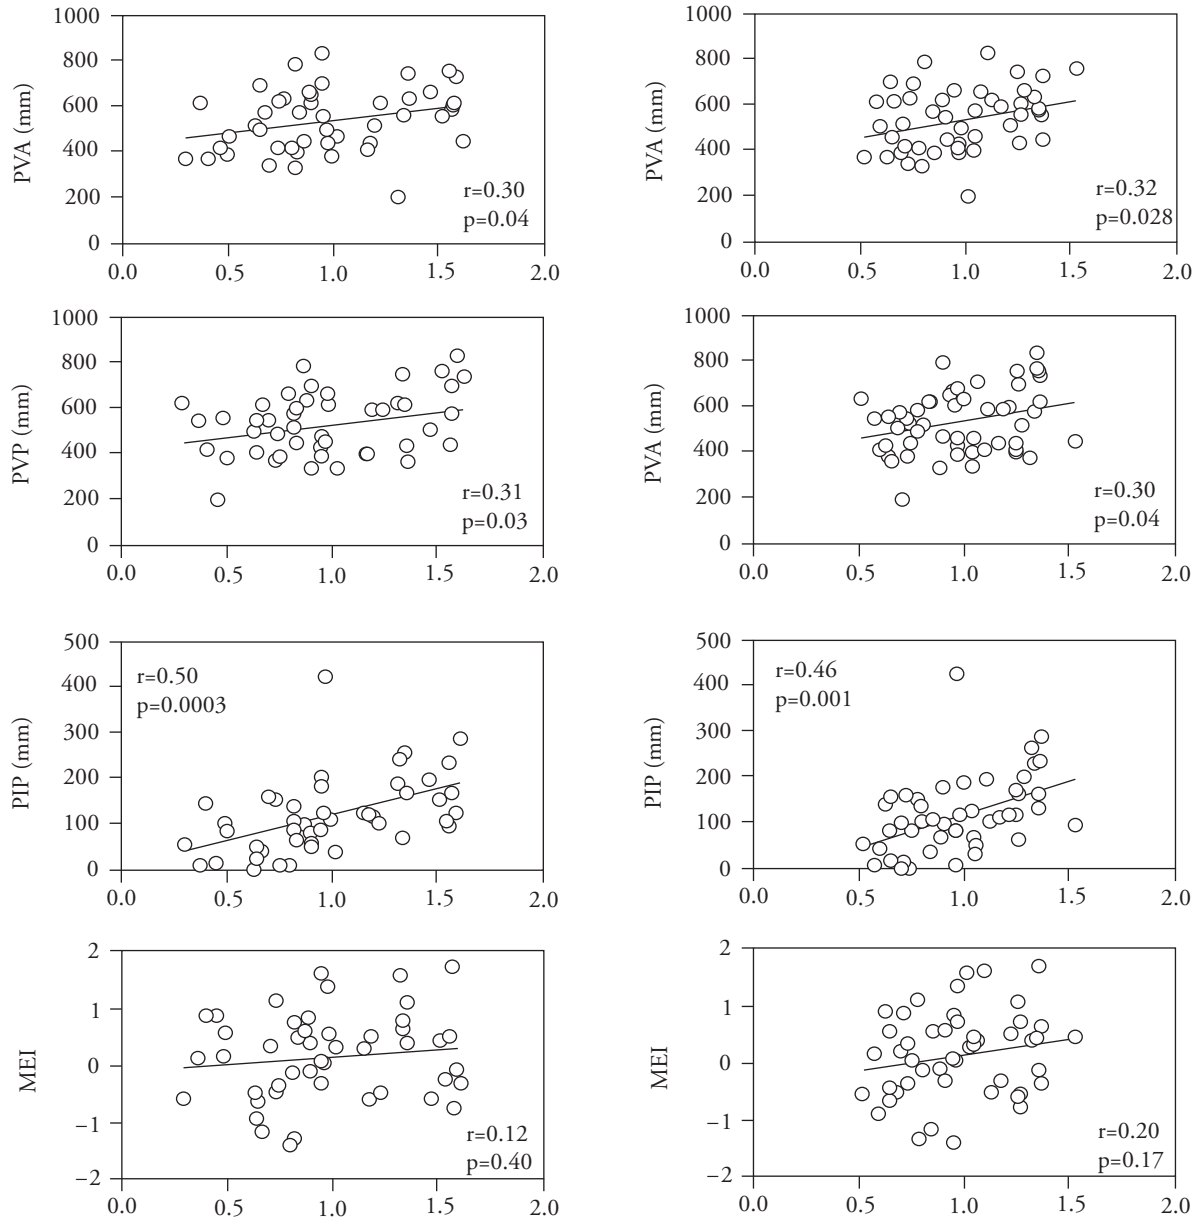 1000
800
600
400
200
0
PVA (mm)
r=0.30
p=0.04
0.0 0.5 1.0 1.5 2.0
1000
800
600
400
200
0
PVA (mm)
r=0.32
p=0.028
0.0 0.5 1.0 1.5 2.0
1000
800
600
400
200
0
PVP (mm)
r=0.31
p=0.03
0.0 0.5 1.0 1.5 2.0
1000
800
600
400
200
0
PVA (mm)
r=0.30
p=0.04
0.0 0.5 1.0 1.5 2.0
500
400
300
200
100
0
PIP (mm)
r=0.50
p=0.0003
0.0 0.5 1.0 1.5 2.0
500
400
300
200
100
0
PIP (mm)
r=0.46
p=0.001
0.0 0.5 1.0 1.5 2.0
2
1
0
−1
−2
MEI
r=0.12
p=0.40
0.0 0.5 1.0 1.5 2.0
2
1
0
−1
−2
MEI
r=0.20
p=0.17
0.0 0.5 1.0 1.5 2.0